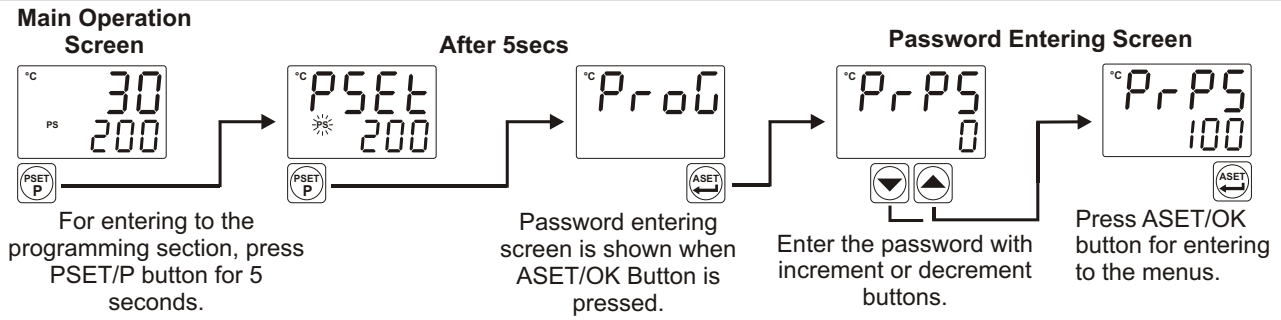 Main Operation
Screen
After 5secs
Password Entering Screen
°C 30
PS 200
PSET
P
For entering to the
programming section, press
PSET/P button for 5
seconds.
°C PSEt
PS 200
PSET
P
°C ProG
ASET
Password entering
screen is shown when
ASET/OK Button is
pressed.
°C PrPS
0
Enter the password with
increment or decrement
buttons.
°C PrPS
100
ASET
Press ASET/OK
button for entering
to the menus.